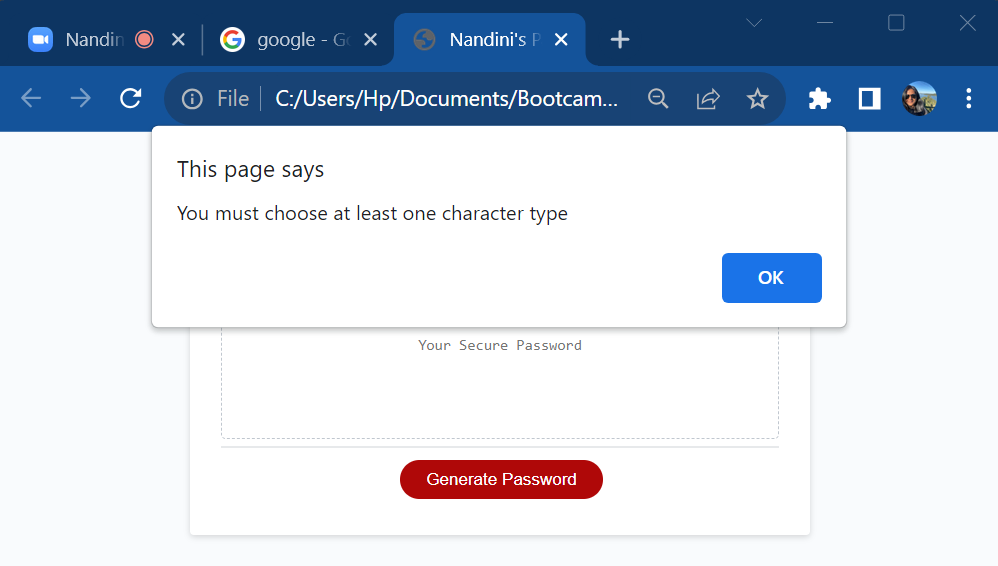 Nandin
google - Go
Nandini's P
File
C:/Users/Hp/Documents/Bootcam...
This page says
You must choose at least one character type
OK
Your Secure Password
Generate Password